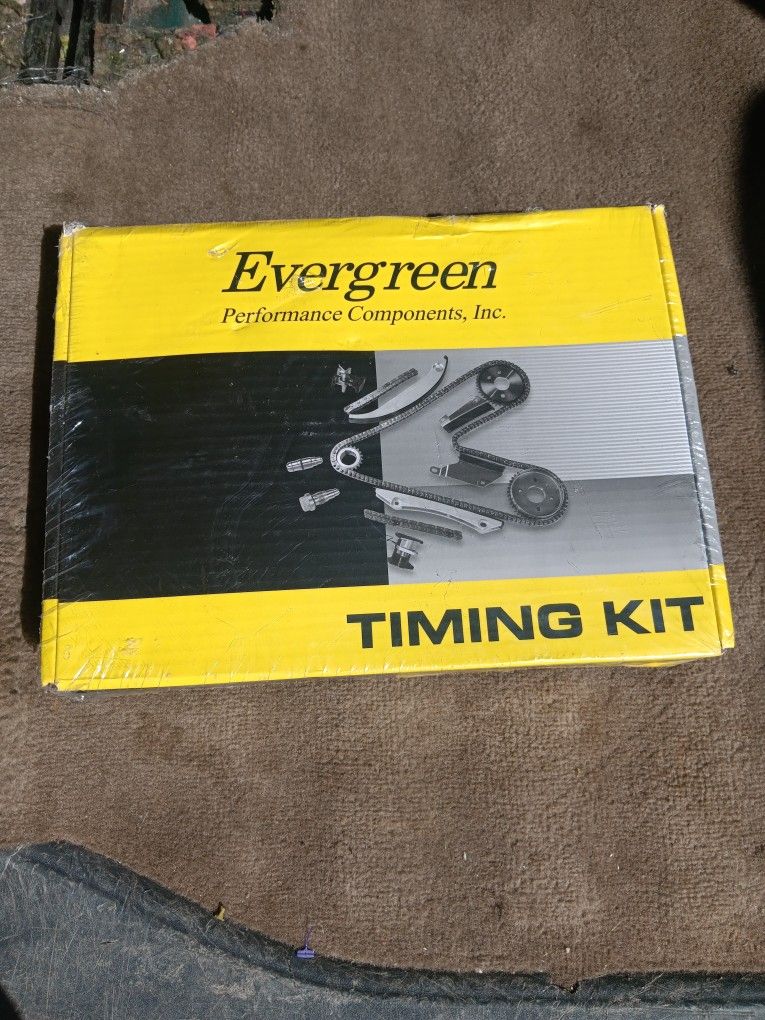 Evergreen
Performance Components, Inc.
TIMING KIT